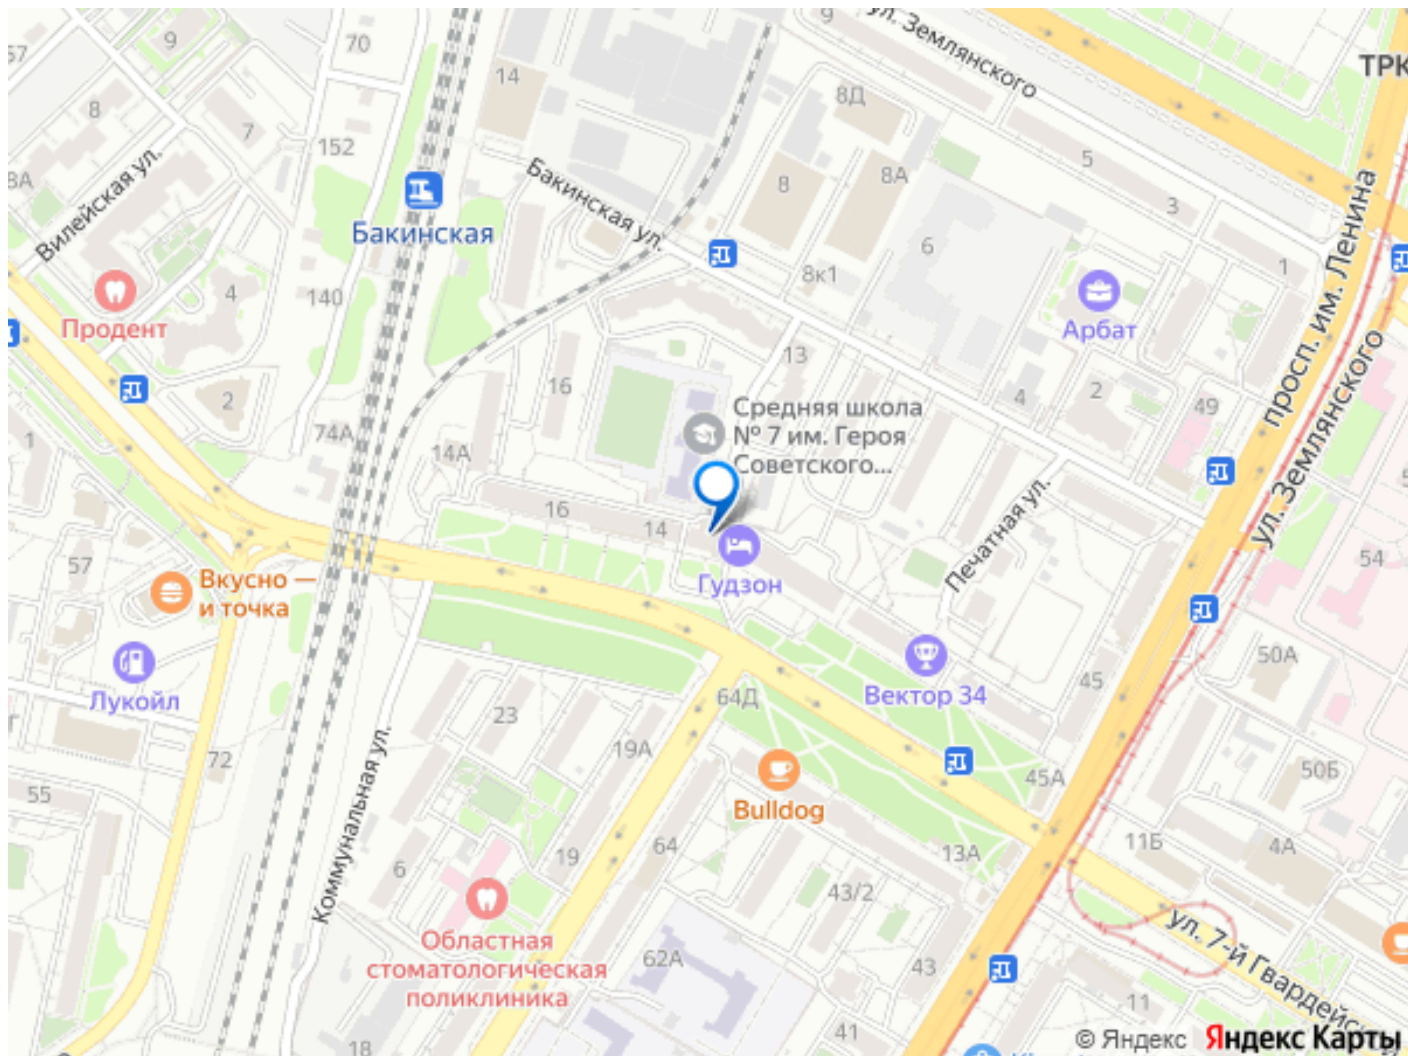 57
9
70
9
ул. Землянского
ТРК
14
8Д
8
7
152
5
8А
8
8А
Вилейская ул.
Бакинская ул.
3
Бакинская
6
1
просп. им. Ленина
8к1
4
140
Продент
Арбат
13
2
16
4
2
49
Средняя школа
№ 7 им. Героя
Советского...
1
74А
14А
ул. Землянского
16
14
Печатная ул.
54
57
Вкусно —
и точка
Гудзон
50А
Лукойл
Вектор 34
45
64Д
23
19А
72
45А
50Б
55
Bulldog
Коммунальная ул.
11Б
4А
13А
64
19
6
43/2
ул. 7-й Гвардейс
Областная
стоматологическая
поликлиника
62А
43
11
41
18
© Яндекс Яндекс Карты